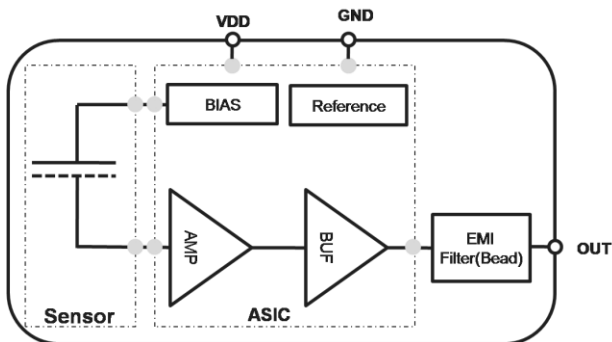 VDD
GND
BIAS
Reference
AMP
BUF
EMI
Filter(Bead)
OUT
Sensor
ASIC